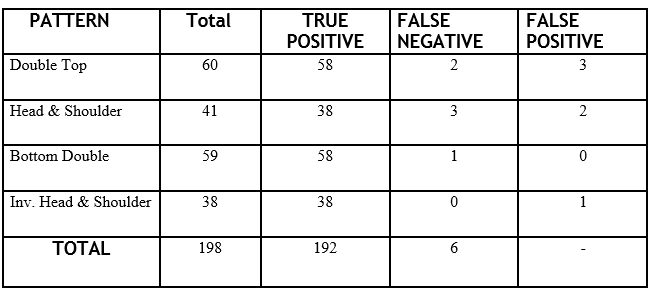 PATTERN Total TRUE POSITIVE FALSE NEGATIVE FALSE POSITIVE
Double Top 60 58 2 3
Head & Shoulder 41 38 3 2
Bottom Double 59 58 1 0
Inv. Head & Shoulder 38 38 0 1
TOTAL 198 192 6 -